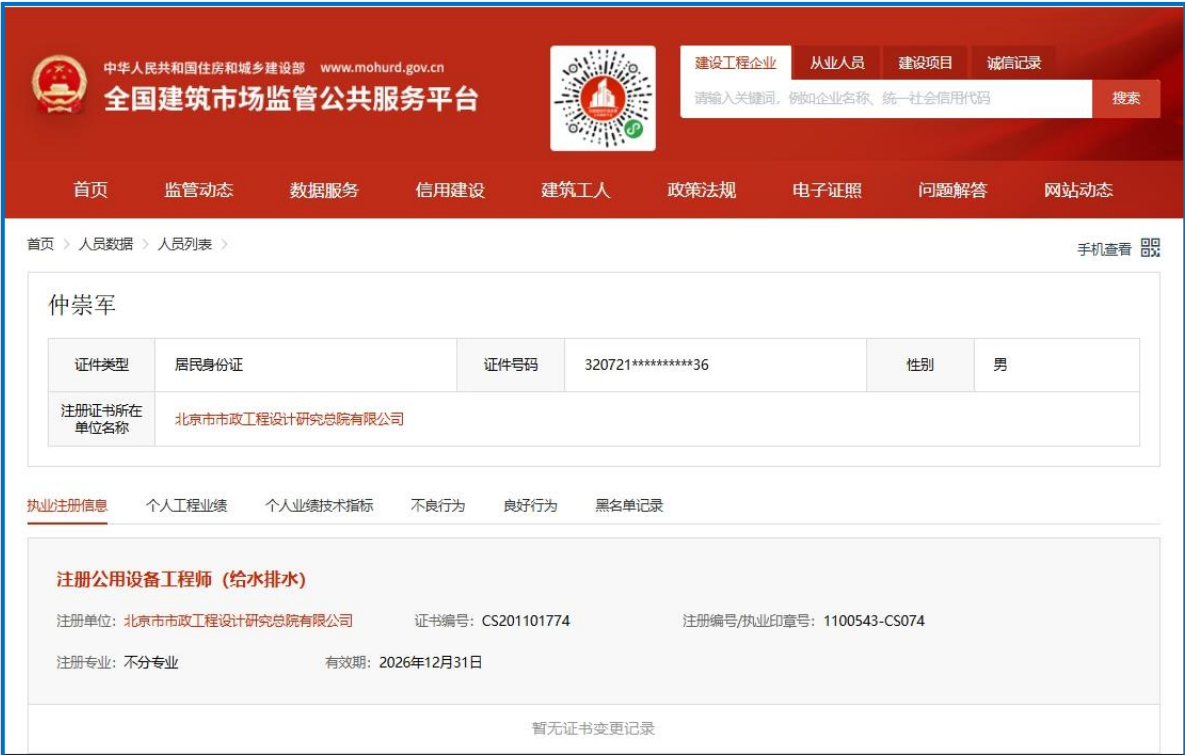 中华人民共和国住房和城乡建设部 www.mohurd.gov.cn
全国建筑市场监管公共服务平台
建设工程企业 从业人员 建设项目 诚信记录
请输入关键词，例如企业名称、统一社会信用代码 搜索
首页 监管动态 数据服务 信用建设 建筑工人 政策法规 电子证照 问题解答 网站动态
首页 > 人员数据 > 人员列表 >
手机查看
仲崇军
证件类型 居民身份证 证件号码 320721**********36 性别 男
注册证书所在
单位名称
北京市市政工程设计研究总院有限公司
执业注册信息 个人工程业绩 个人业绩技术指标 不良行为 良好行为 黑名单记录
注册公用设备工程师（给水排水）
注册单位：北京市市政工程设计研究总院有限公司 证书编号：CS201101774 注册编号/执业印章号：1100543-CS074
注册专业：不分专业 有效期：2026年12月31日
暂无证书变更记录